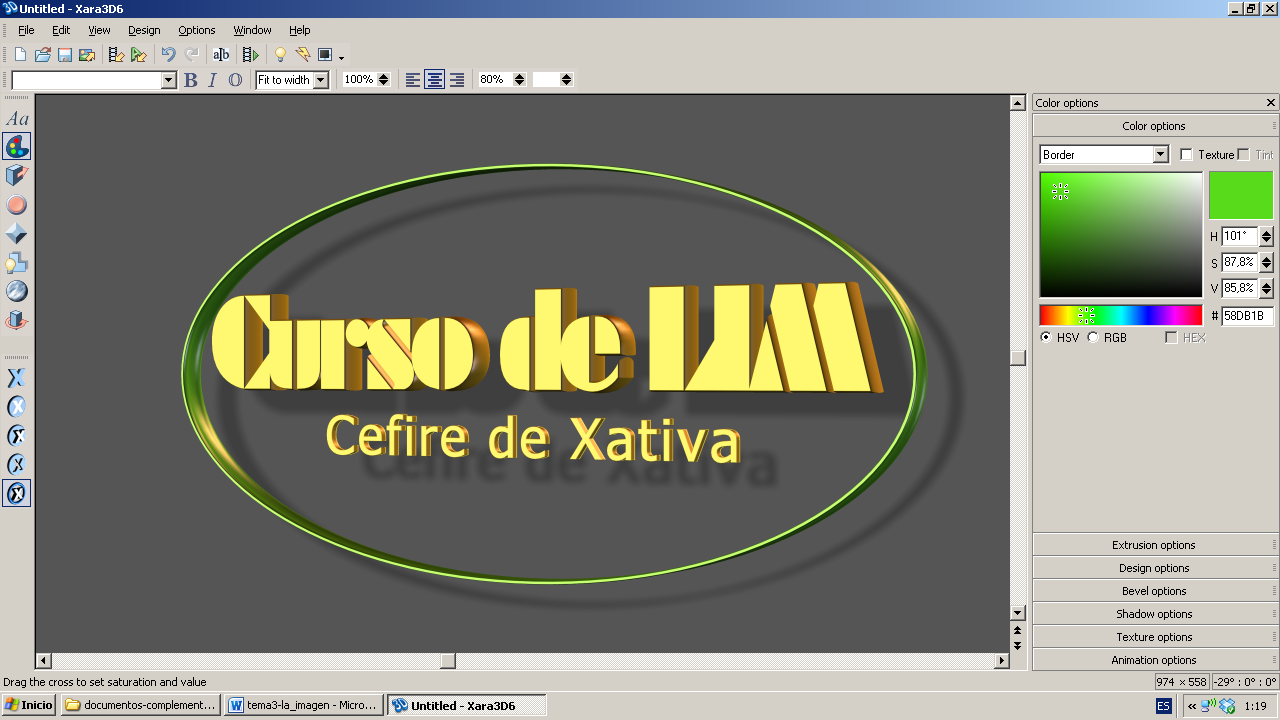 Untitled - Xara3D6
File Edit View Design Options Window Help
a|b
B I O Fit to width 100% 80%
Aa
Color options
Color options
Border Texture Tint
H 101°
S 87,8%
V 85,8%
# 58DB1B
HSV RGB HEX
Curso de LIM
Cefire de Xativa
Extrusion options
Design options
Bevel options
Shadow options
Texture options
Animation options
Drag the cross to set saturation and value
974 × 558 -29° : 0° : 0°
Inicio documentos-complement... tema3-la_imagen - Micro... Untitled - Xara3D6 ES « 1:19